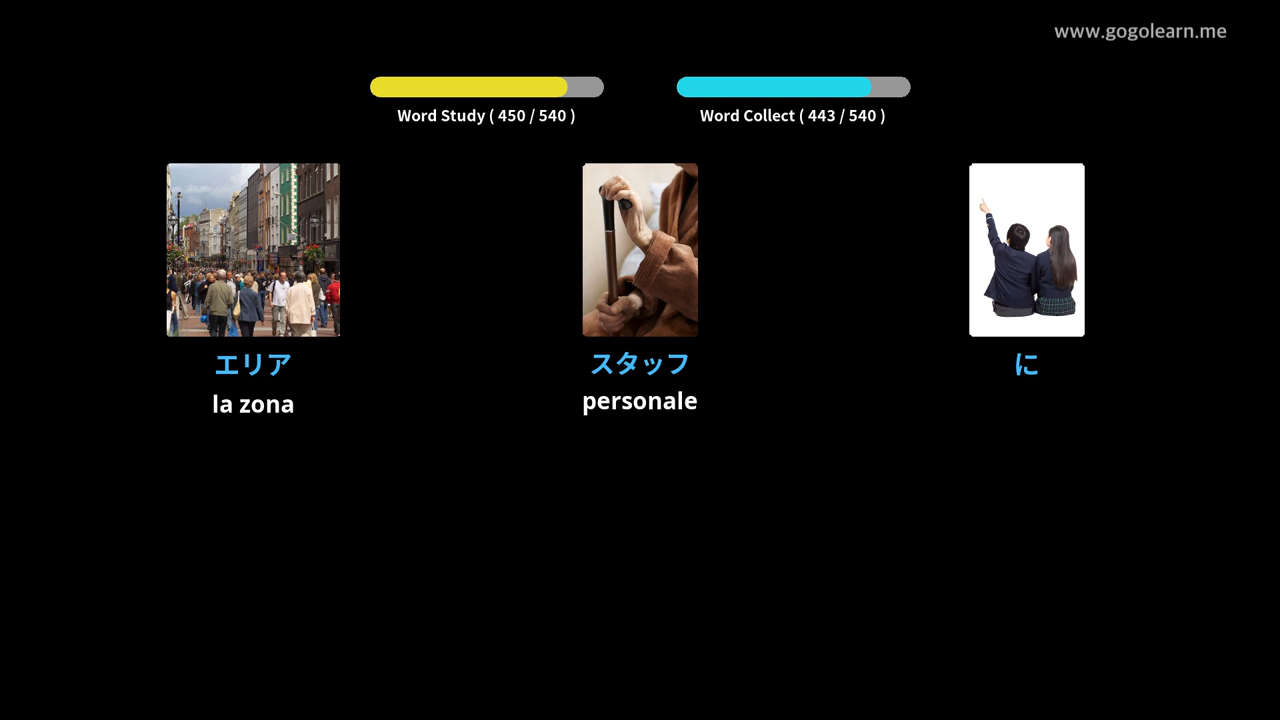 www.gogolearn.me
Word Study ( 450 / 540 )
Word Collect ( 443 / 540 )
エリア
la zona
スタッフ
personale
に